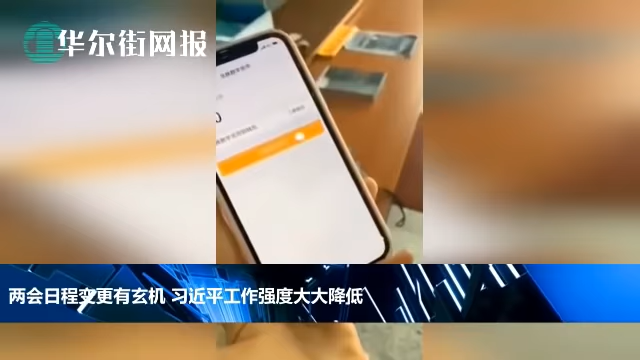 华尔街网报
两会日程变更有玄机 习近平工作强度大大降低